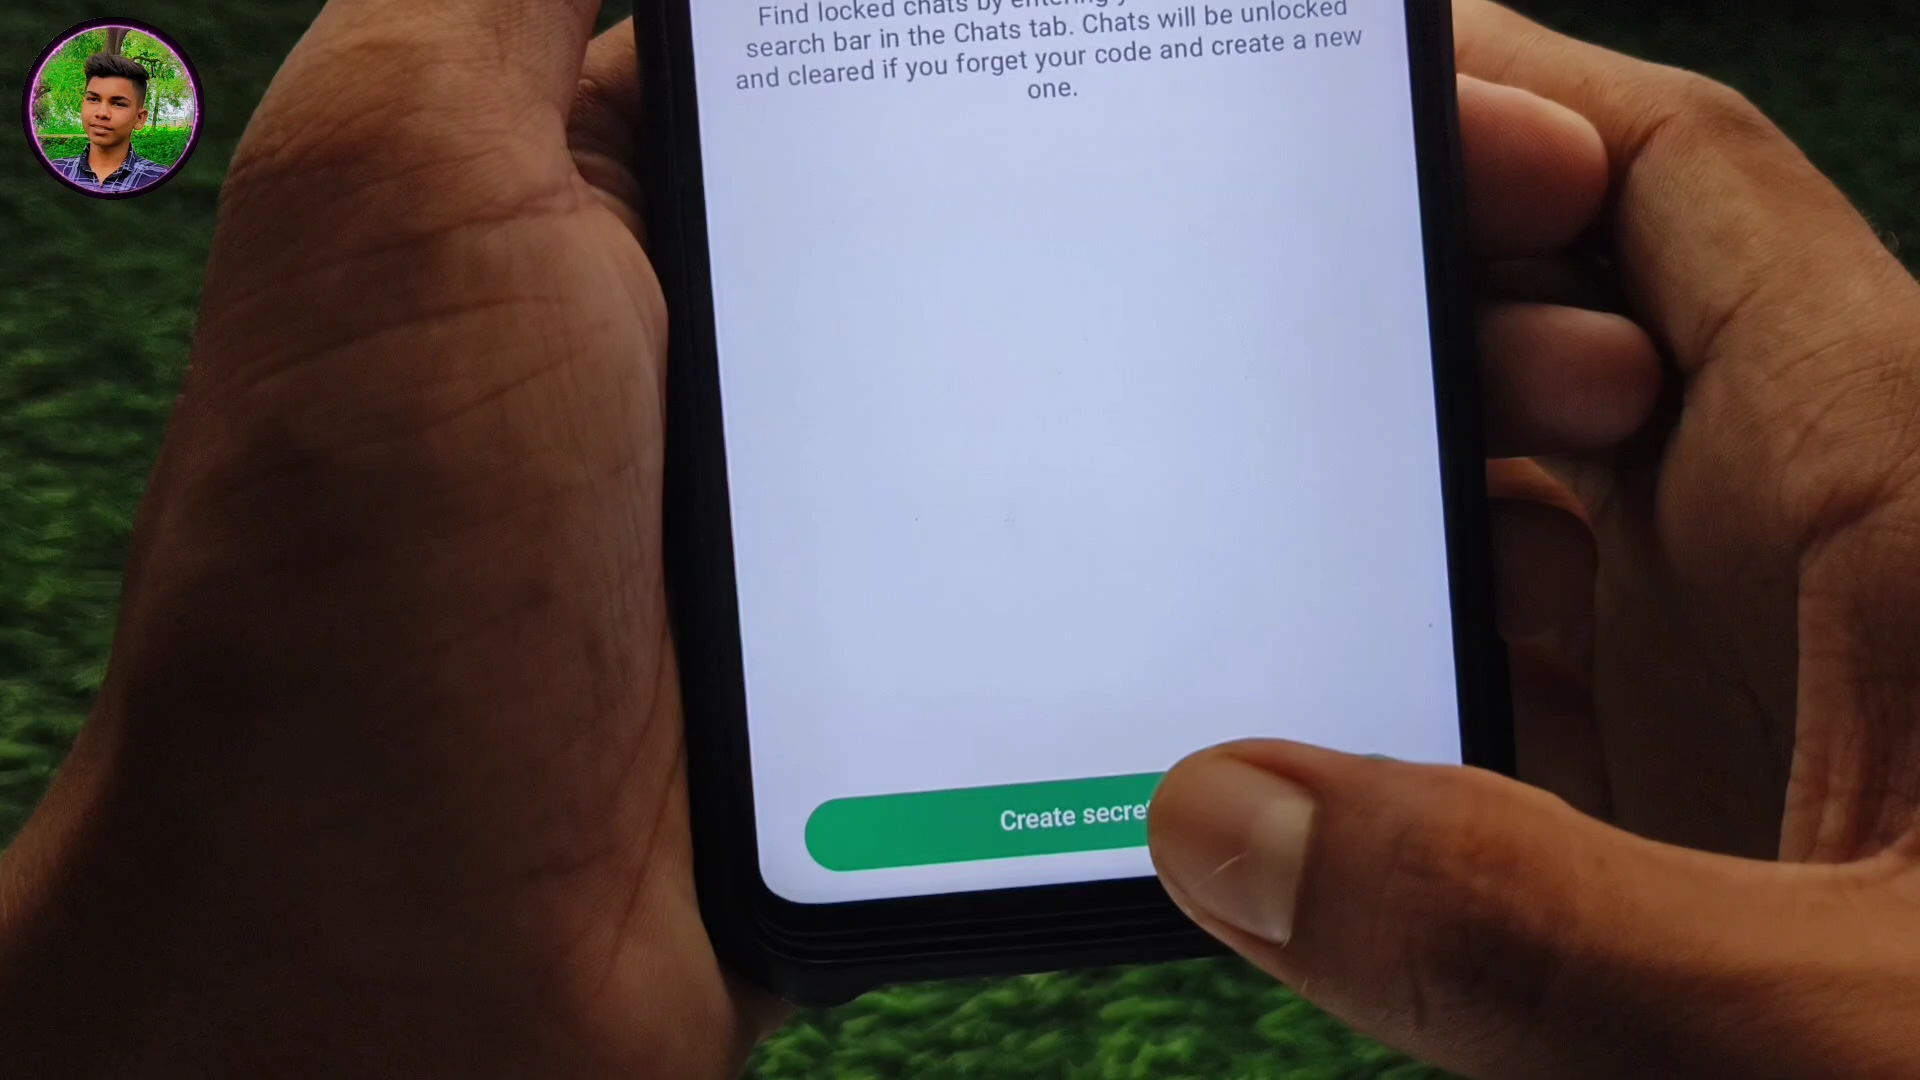 Find locked chats by
search bar in the Chats tab. Chats will be unlocked
and cleared if you forget your code and create a new
one.
Create